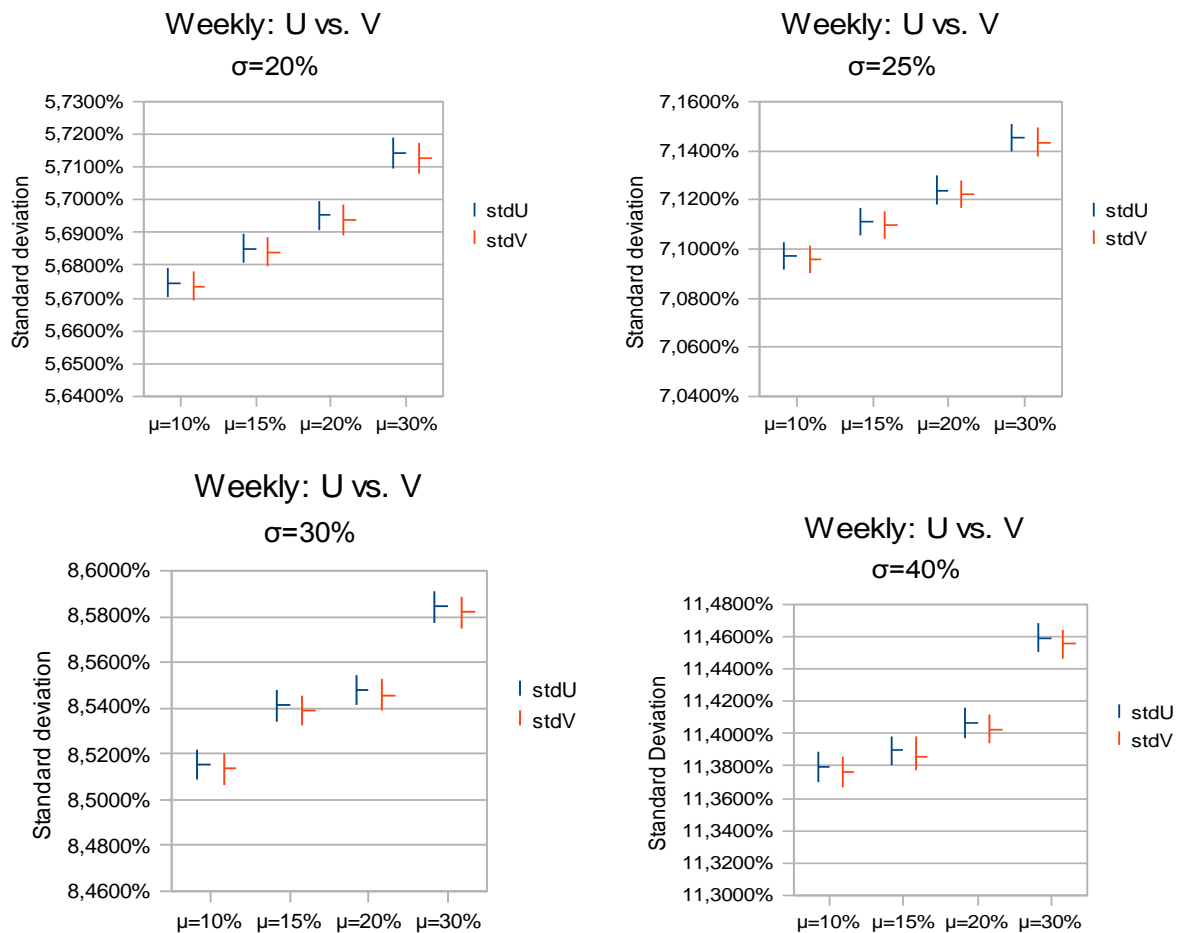 Weekly: U vs. V
σ=20%
5,7300%
5,7200%
5,7100%
5,7000%
5,6900%
5,6800%
5,6700%
5,6600%
5,6500%
5,6400%
Standard deviation
μ=10% μ=15% μ=20% μ=30%
stdU
stdV
Weekly: U vs. V
σ=25%
7,1600%
7,1400%
7,1200%
7,1000%
7,0800%
7,0600%
7,0400%
Standard deviation
μ=10% μ=15% μ=20% μ=30%
stdU
stdV
Weekly: U vs. V
σ=30%
8,6000%
8,5800%
8,5600%
8,5400%
8,5200%
8,5000%
8,4800%
8,4600%
Standard deviation
μ=10% μ=15% μ=20% μ=30%
stdU
stdV
Weekly: U vs. V
σ=40%
11,4800%
11,4600%
11,4400%
11,4200%
11,4000%
11,3800%
11,3600%
11,3400%
11,3200%
11,3000%
Standard Deviation
μ=10% μ=15% μ=20% μ=30%
stdU
stdV